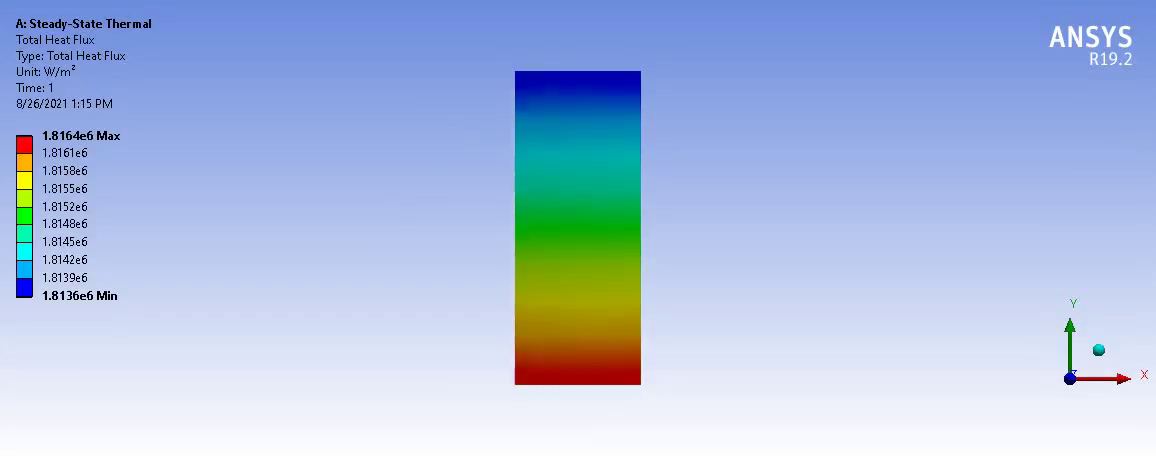 A: Steady-State Thermal
Total Heat Flux
Type: Total Heat Flux
Unit: W/m²
Time: 1
8/26/2021 1:15 PM
1.8164e6 Max
1.8161e6
1.8158e6
1.8155e6
1.8152e6
1.8148e6
1.8145e6
1.8142e6
1.8139e6
1.8136e6 Min
ANSYS
R19.2
Y
Z
X